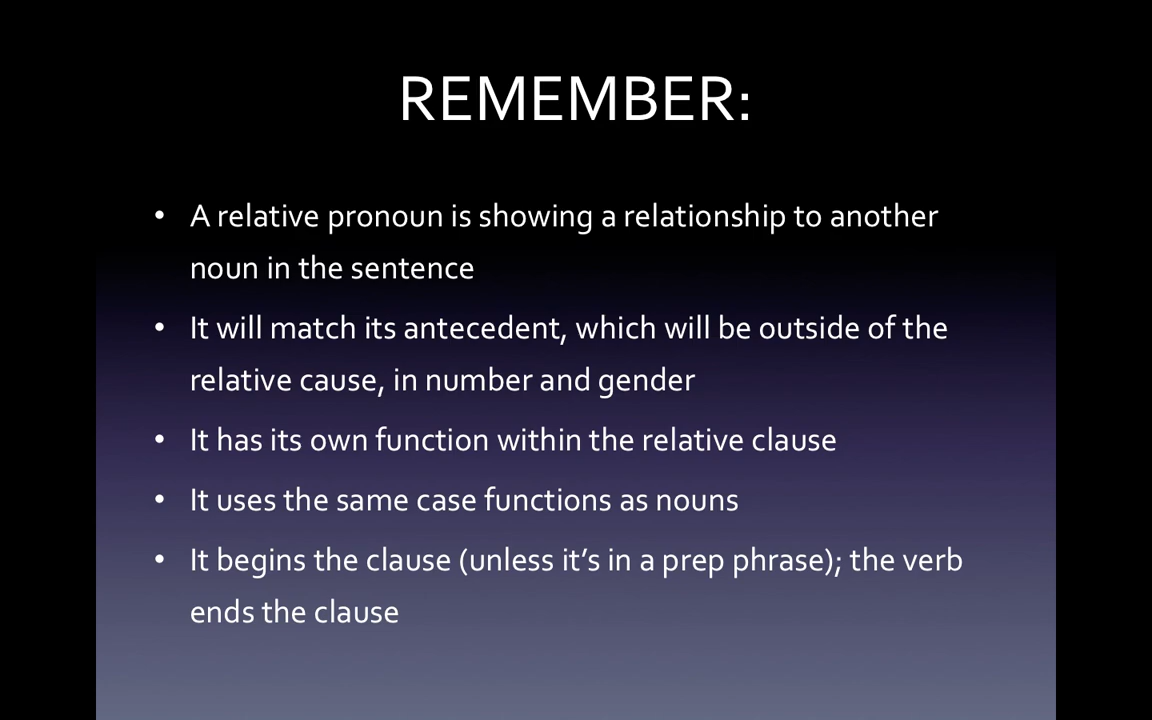 REMEMBER:
• A relative pronoun is showing a relationship to another
noun in the sentence
• It will match its antecedent, which will be outside of the
relative cause, in number and gender
• It has its own function within the relative clause
• It uses the same case functions as nouns
• It begins the clause (unless it’s in a prep phrase); the verb
ends the clause